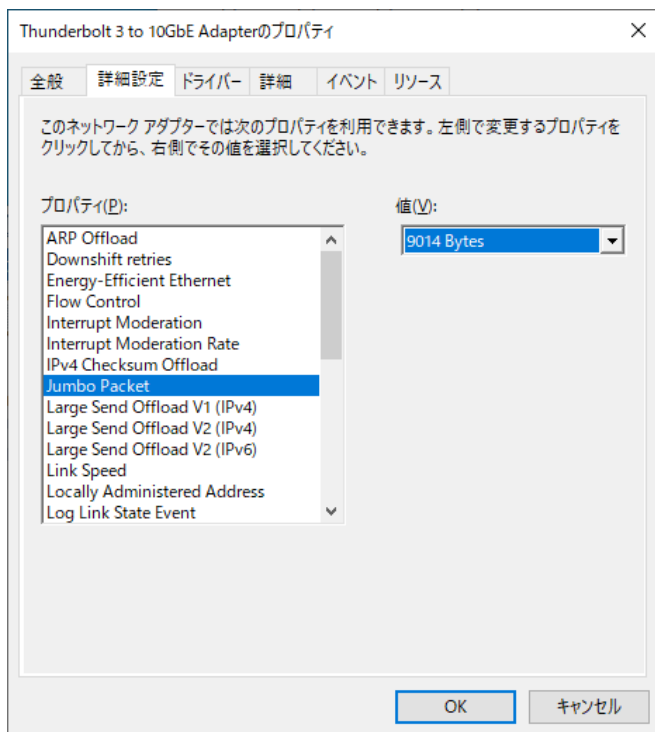 Thunderbolt 3 to 10GbE Adapterのプロパティ
全般 詳細設定 ドライバー 詳細 イベント リソース
このネットワーク アダプターでは次のプロパティを利用できます。左側で変更するプロパティを
クリックしてから、右側でその値を選択してください。
プロパティ(P): 値(V):
ARP Offload 9014 Bytes
Downshift retries
Energy-Efficient Ethernet
Flow Control
Interrupt Moderation
Interrupt Moderation Rate
IPv4 Checksum Offload
Jumbo Packet
Large Send Offload V1 (IPv4)
Large Send Offload V2 (IPv4)
Large Send Offload V2 (IPv6)
Link Speed
Locally Administered Address
Log Link State Event
OK キャンセル